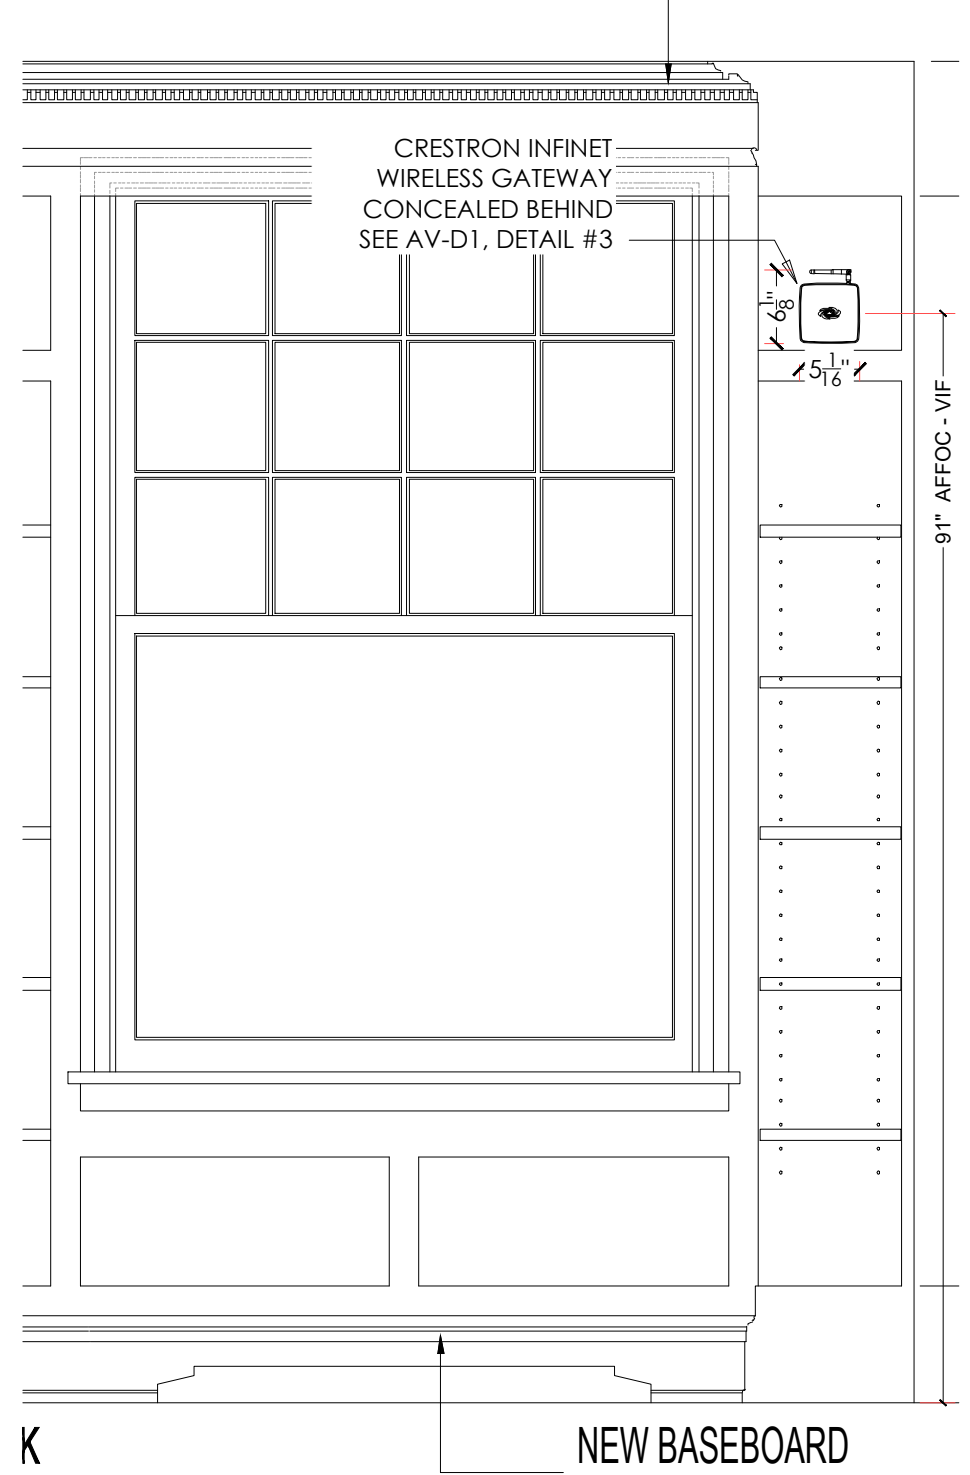 CRESTRON INFINET
WIRELESS GATEWAY
CONCEALED BEHIND
SEE AV-D1, DETAIL #3
6 1/8"
5 1/16"
91" AFFOC - VIF
K
NEW BASEBOARD